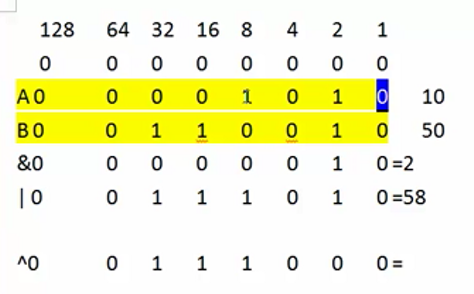 128 64 32 16 8 4 2 1
0 0 0 0 0 0 0 0
A 0 0 0 0 1 0 1 0 10
B 0 0 1 1 0 0 1 0 50
&0 0 0 0 0 0 1 0 =2
|0 0 1 1 1 0 1 0 =58
^0 0 1 1 1 0 0 0 =